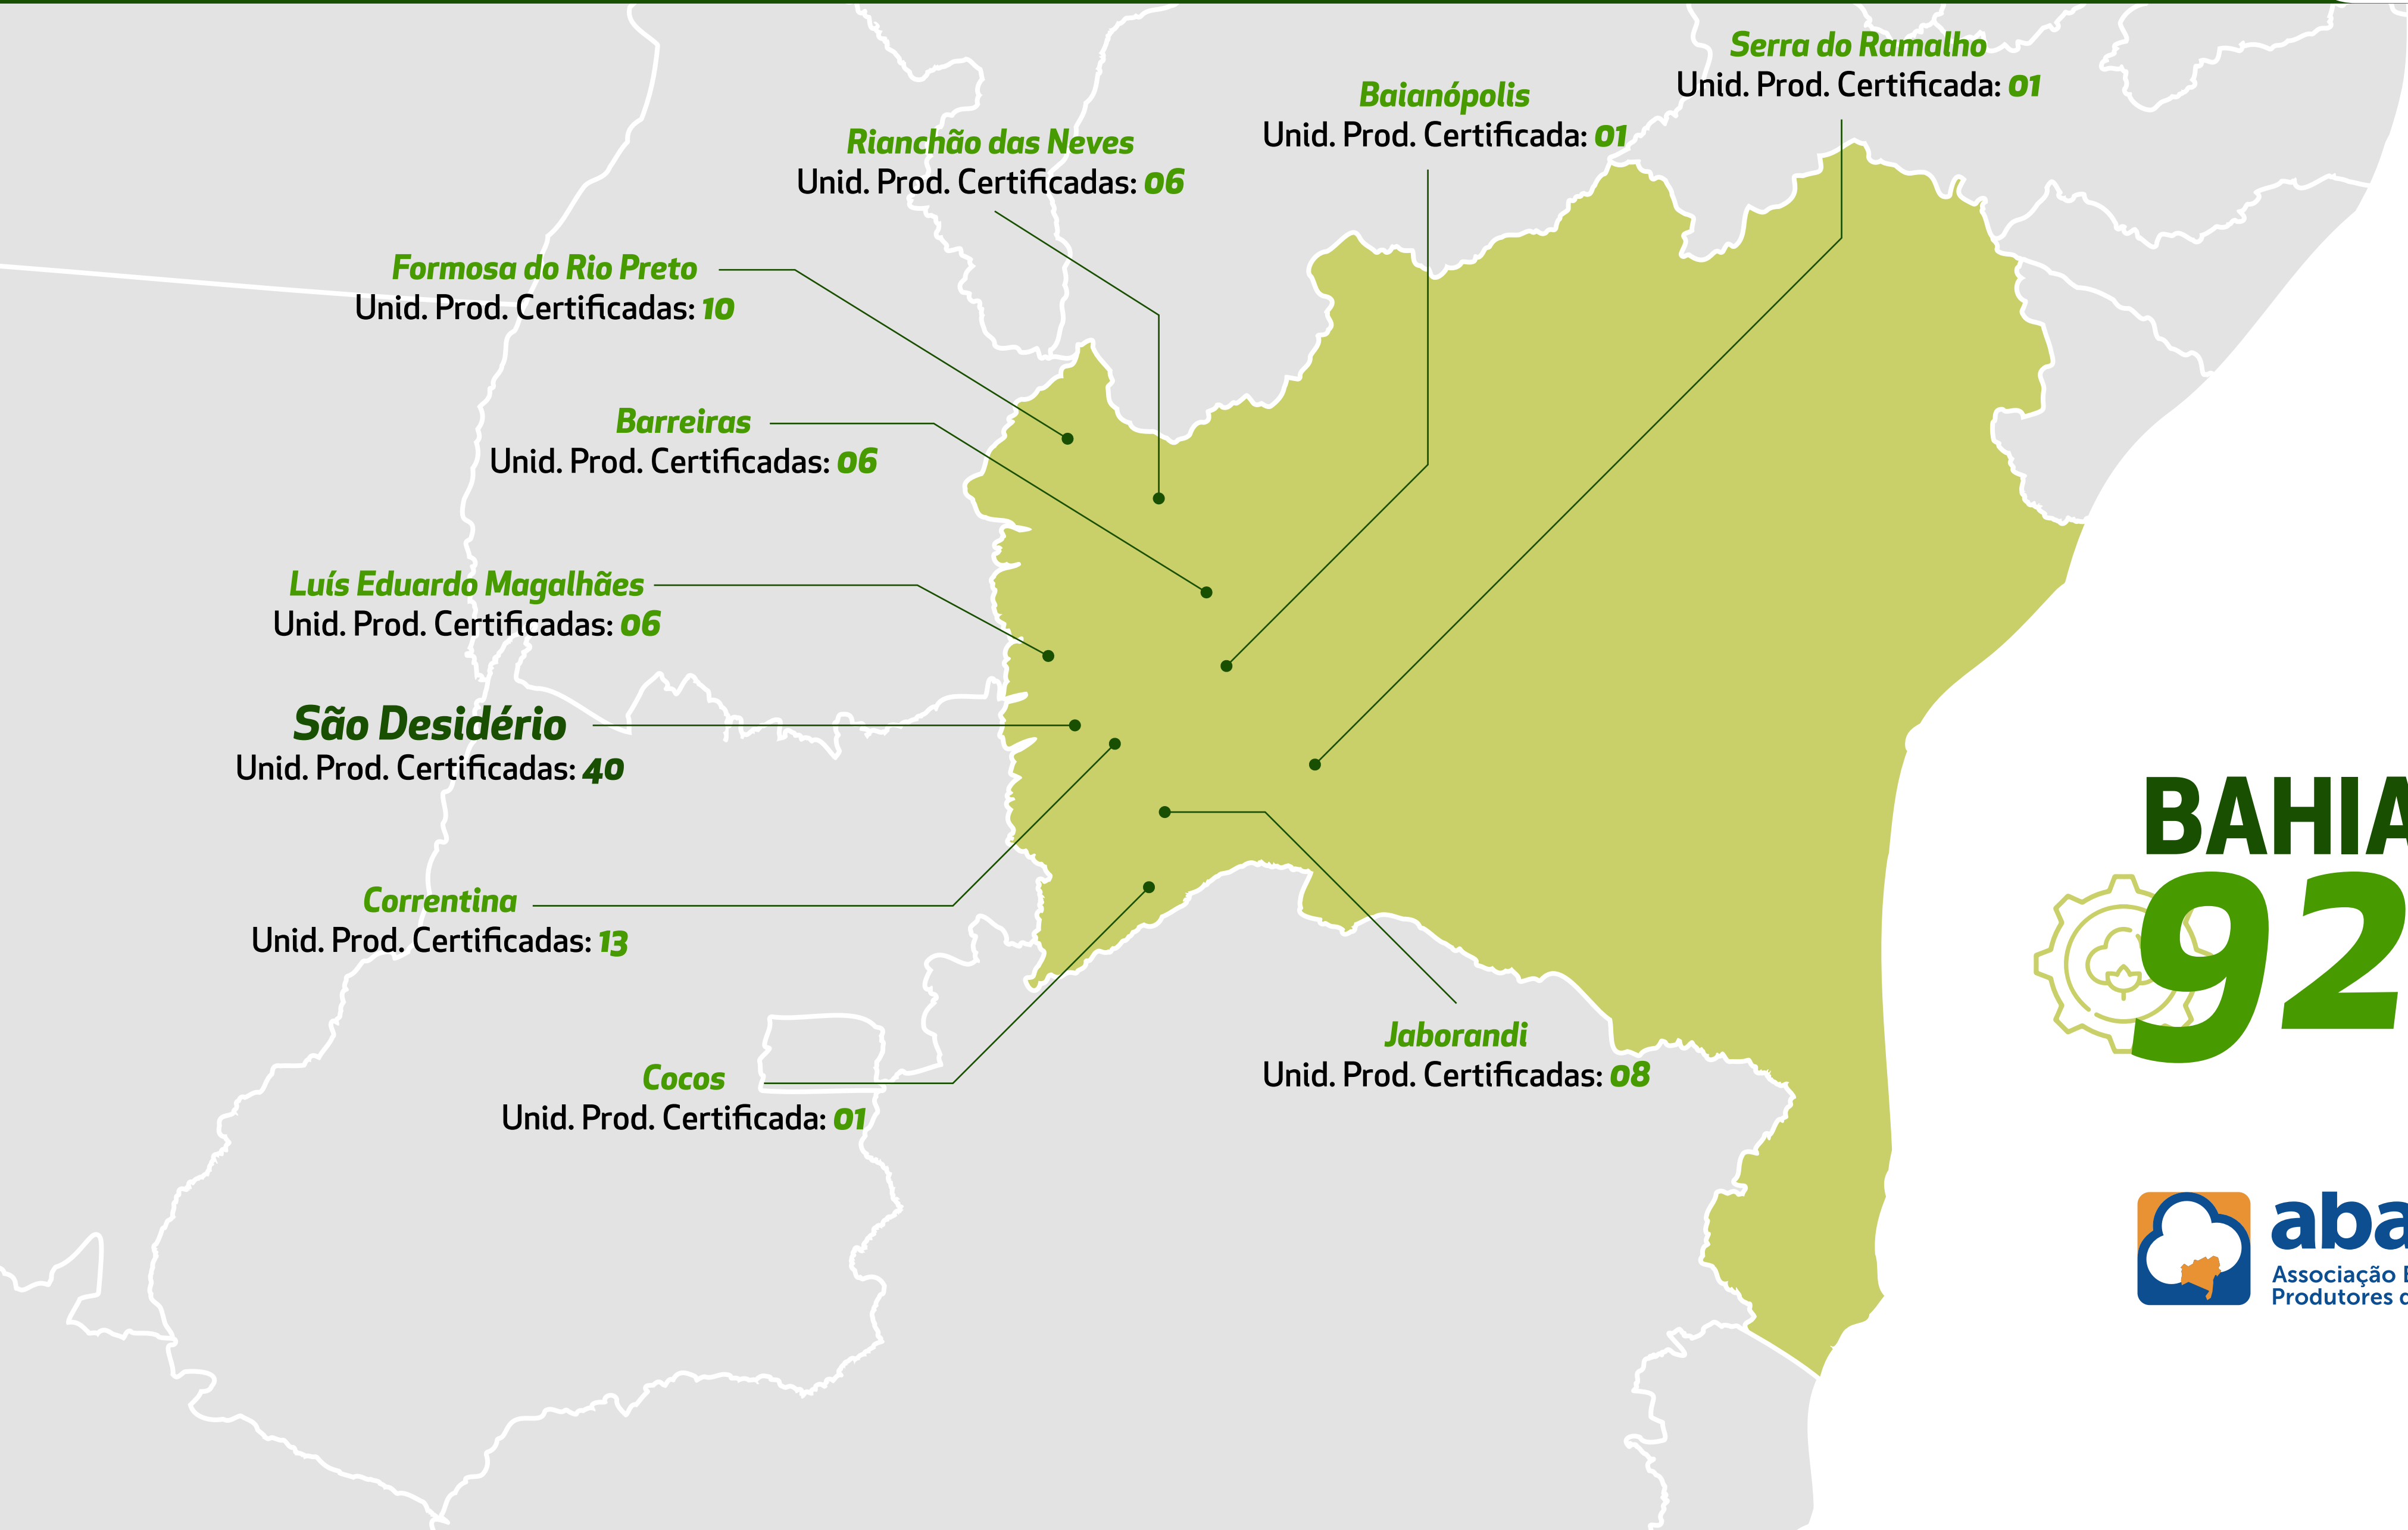 Serra do Ramalho
Unid. Prod. Certificada: 01
Baianópolis
Unid. Prod. Certificada: 01
Rianchão das Neves
Unid. Prod. Certificadas: 06
Formosa do Rio Preto
Unid. Prod. Certificadas: 10
Barreiras
Unid. Prod. Certificadas: 06
Luís Eduardo Magalhães
Unid. Prod. Certificadas: 06
São Desidério
Unid. Prod. Certificadas: 40
Correntina
Unid. Prod. Certificadas: 13
Cocos
Unid. Prod. Certificada: 01
Jaborandi
Unid. Prod. Certificadas: 08
BAHIA
92
aba
Associação
Produtores